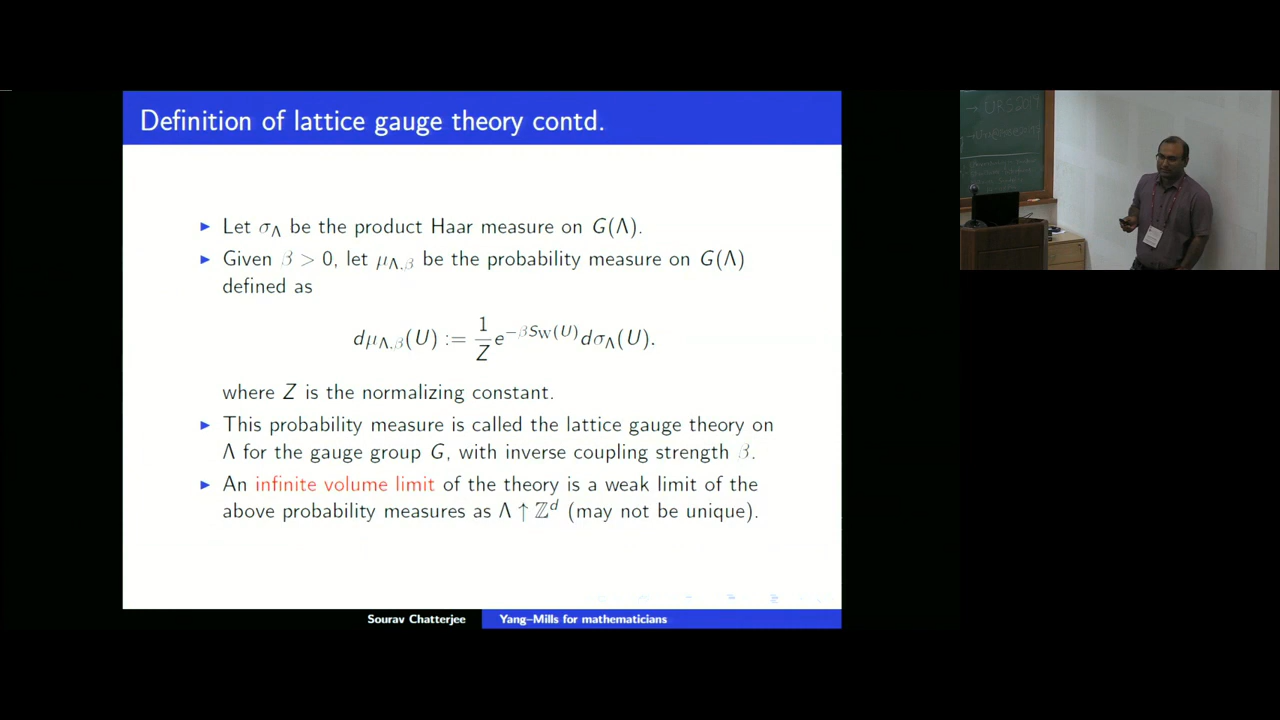 Definition of lattice gauge theory contd.
▶ Let σ_Λ be the product Haar measure on G(Λ).
▶ Given β > 0, let μ_{Λ,β} be the probability measure on G(Λ)
defined as
dμ_{Λ,β}(U) := \frac{1}{Z} e^{−βS_W(U)} dσ_Λ(U).
where Z is the normalizing constant.
▶ This probability measure is called the lattice gauge theory on
Λ for the gauge group G, with inverse coupling strength β.
▶ An infinite volume limit of the theory is a weak limit of the
above probability measures as Λ ↑ ℤ^d (may not be unique).
Sourav Chatterjee
Yang–Mills for mathematicians